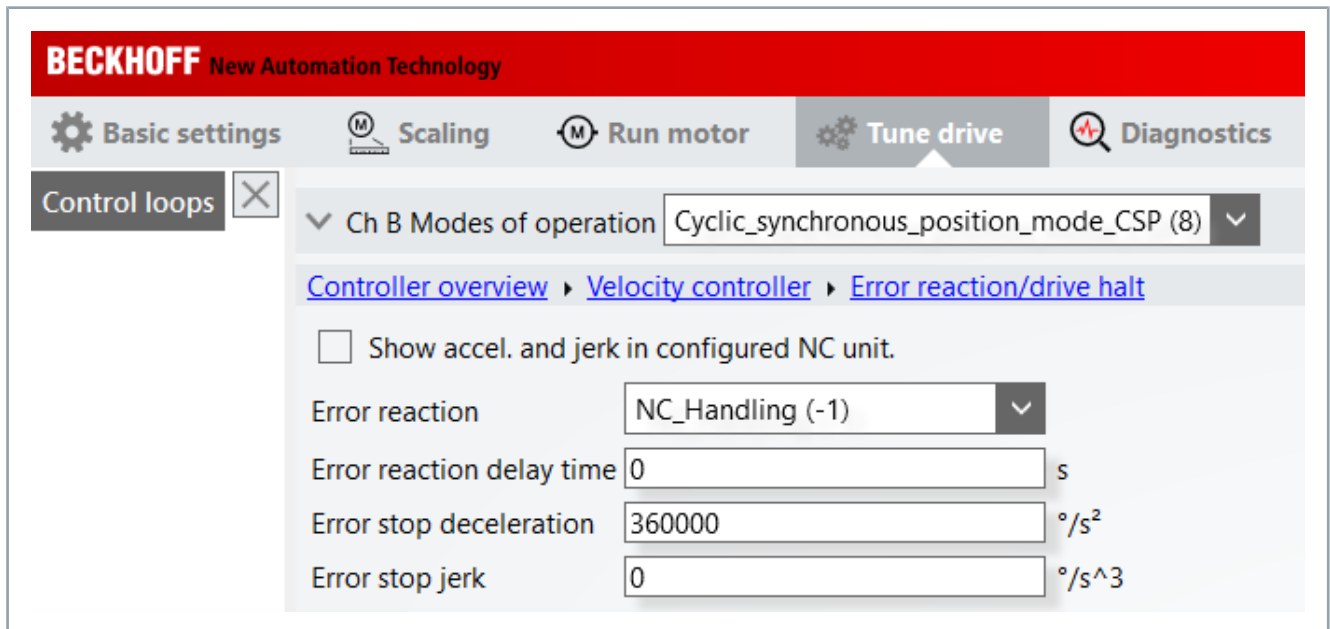 BECKHOFF New Automation Technology
Basic settings M Scaling M Run motor Tune drive Diagnostics
Control loops
Ch B Modes of operation Cyclic_synchronous_position_mode_CSP (8)
Controller overview ▸ Velocity controller ▸ Error reaction/drive halt
Show accel. and jerk in configured NC unit.
Error reaction NC_Handling (-1)
Error reaction delay time 0 s
Error stop deceleration 360000 °/s²
Error stop jerk 0 °/s^3